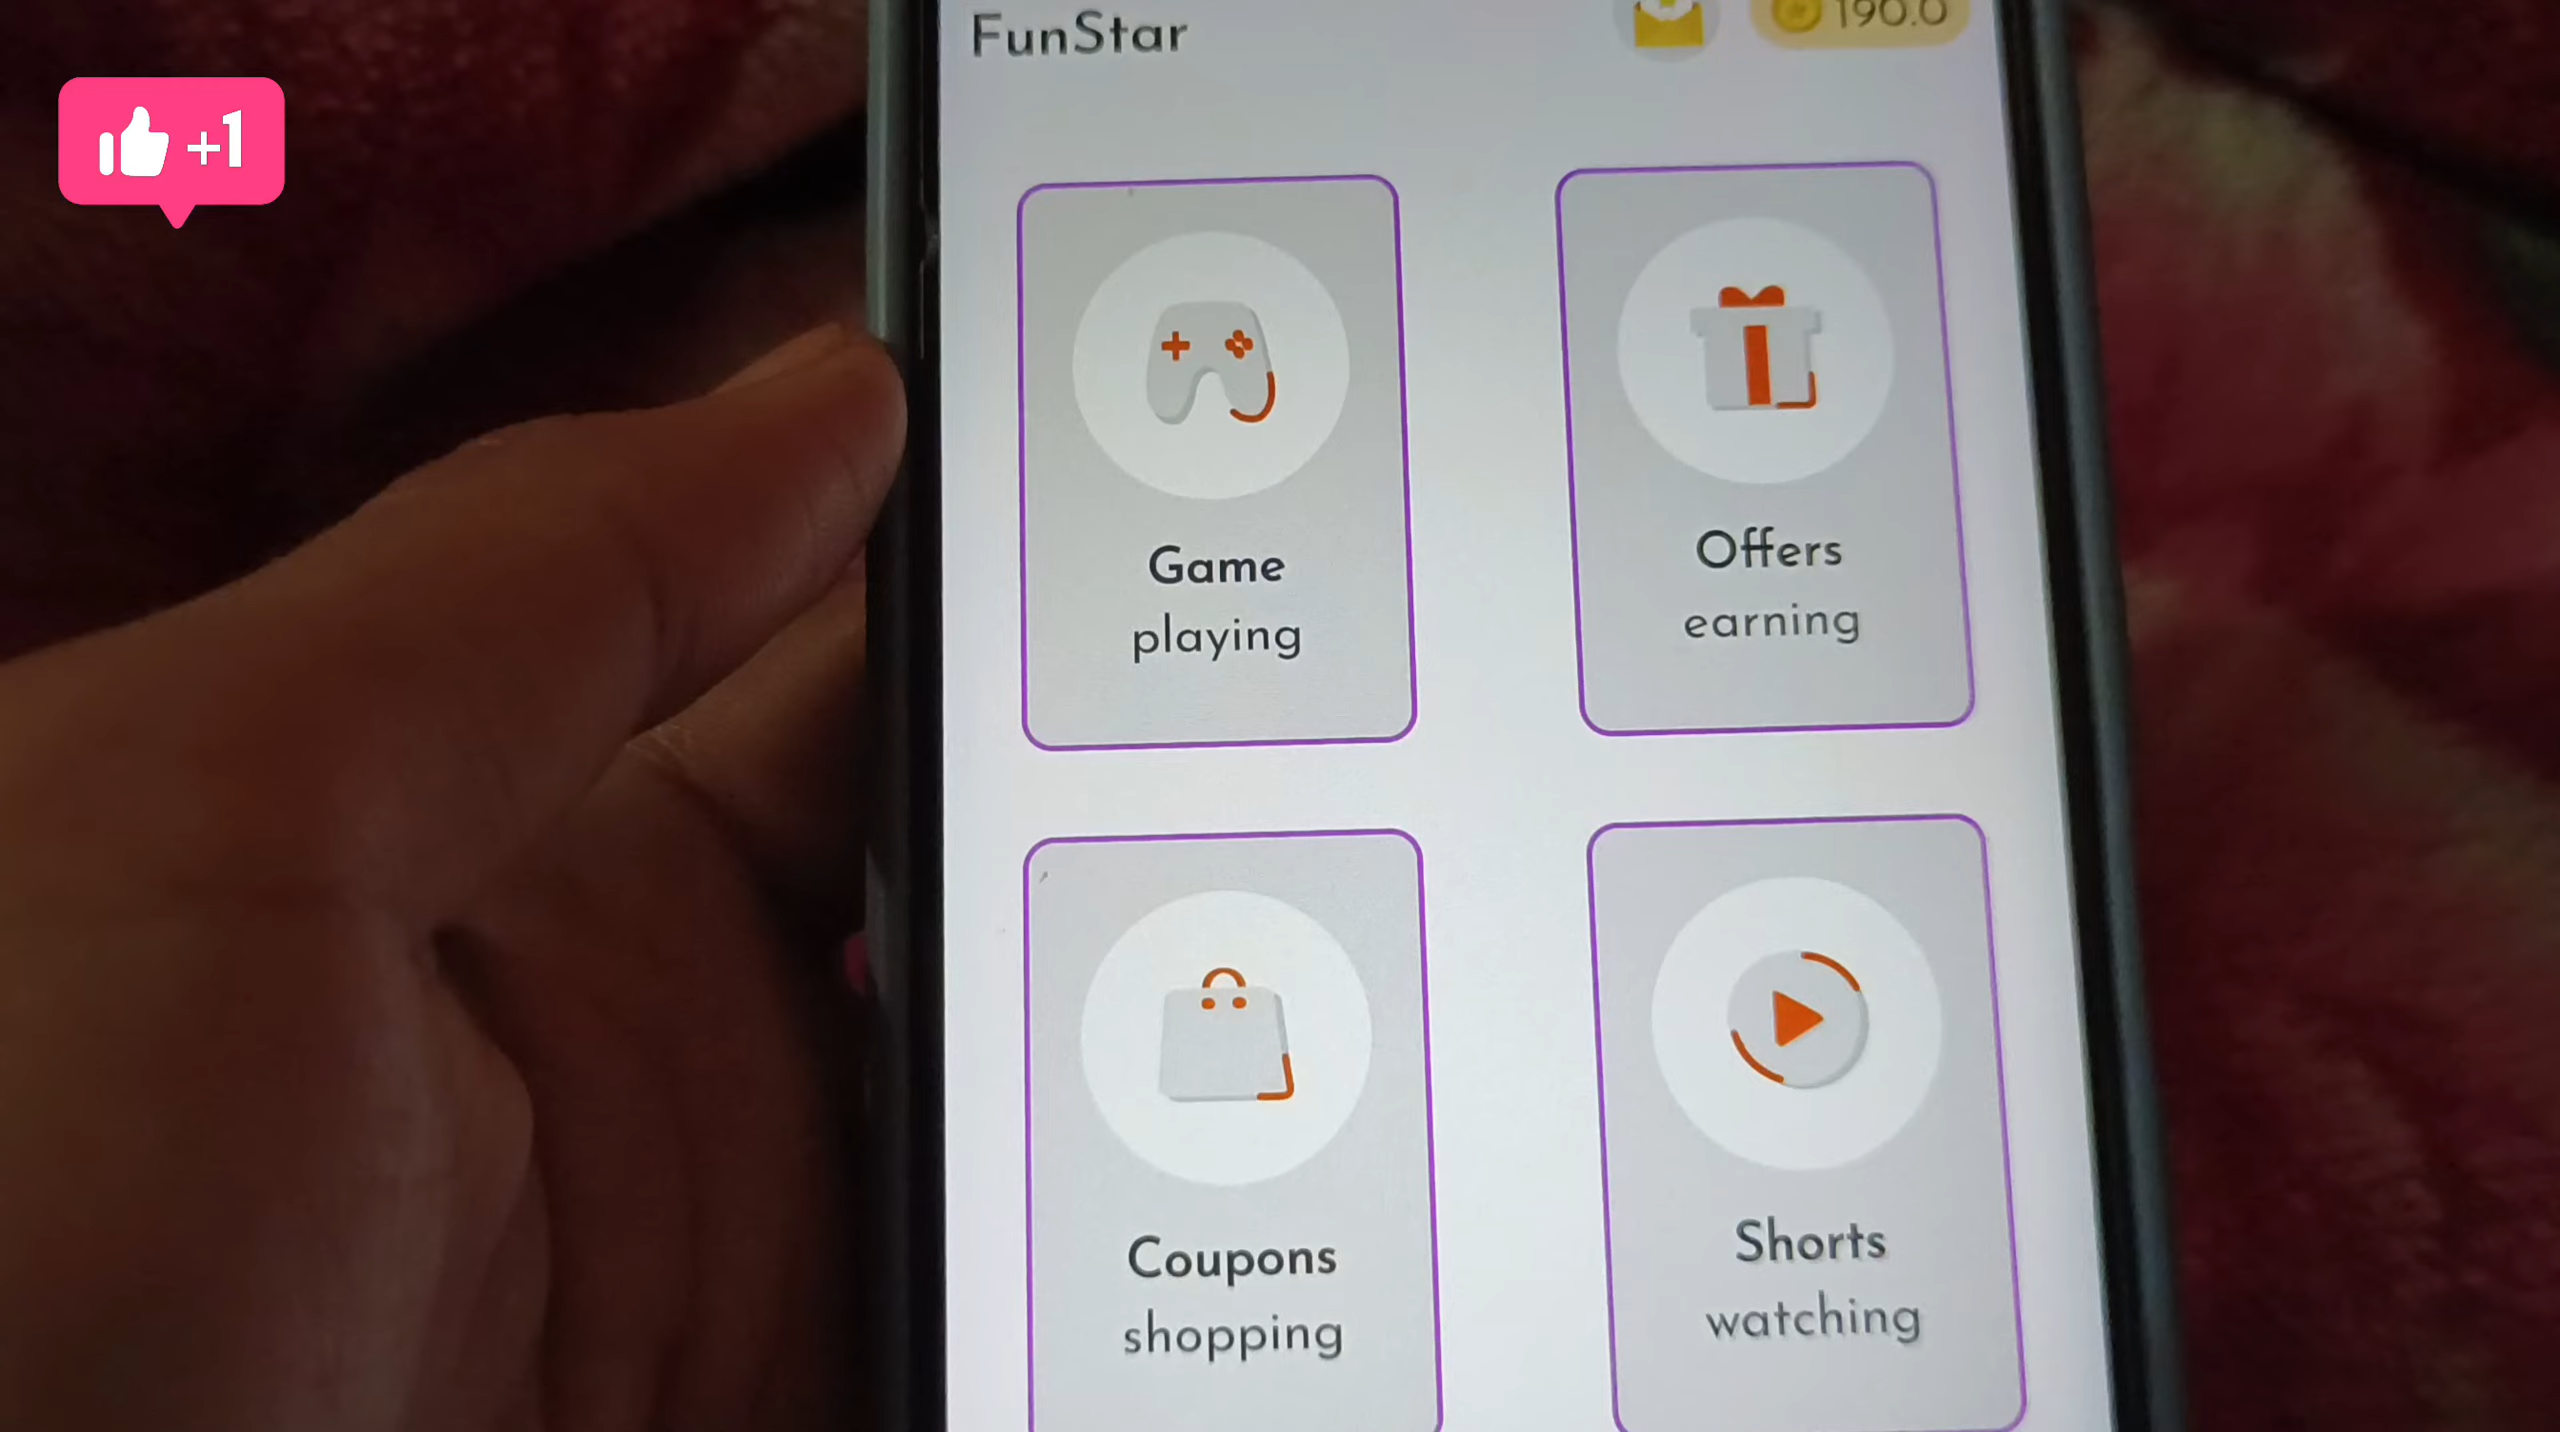 FunStar
190.0
+1
Game
playing
Offers
earning
Coupons
shopping
Shorts
watching